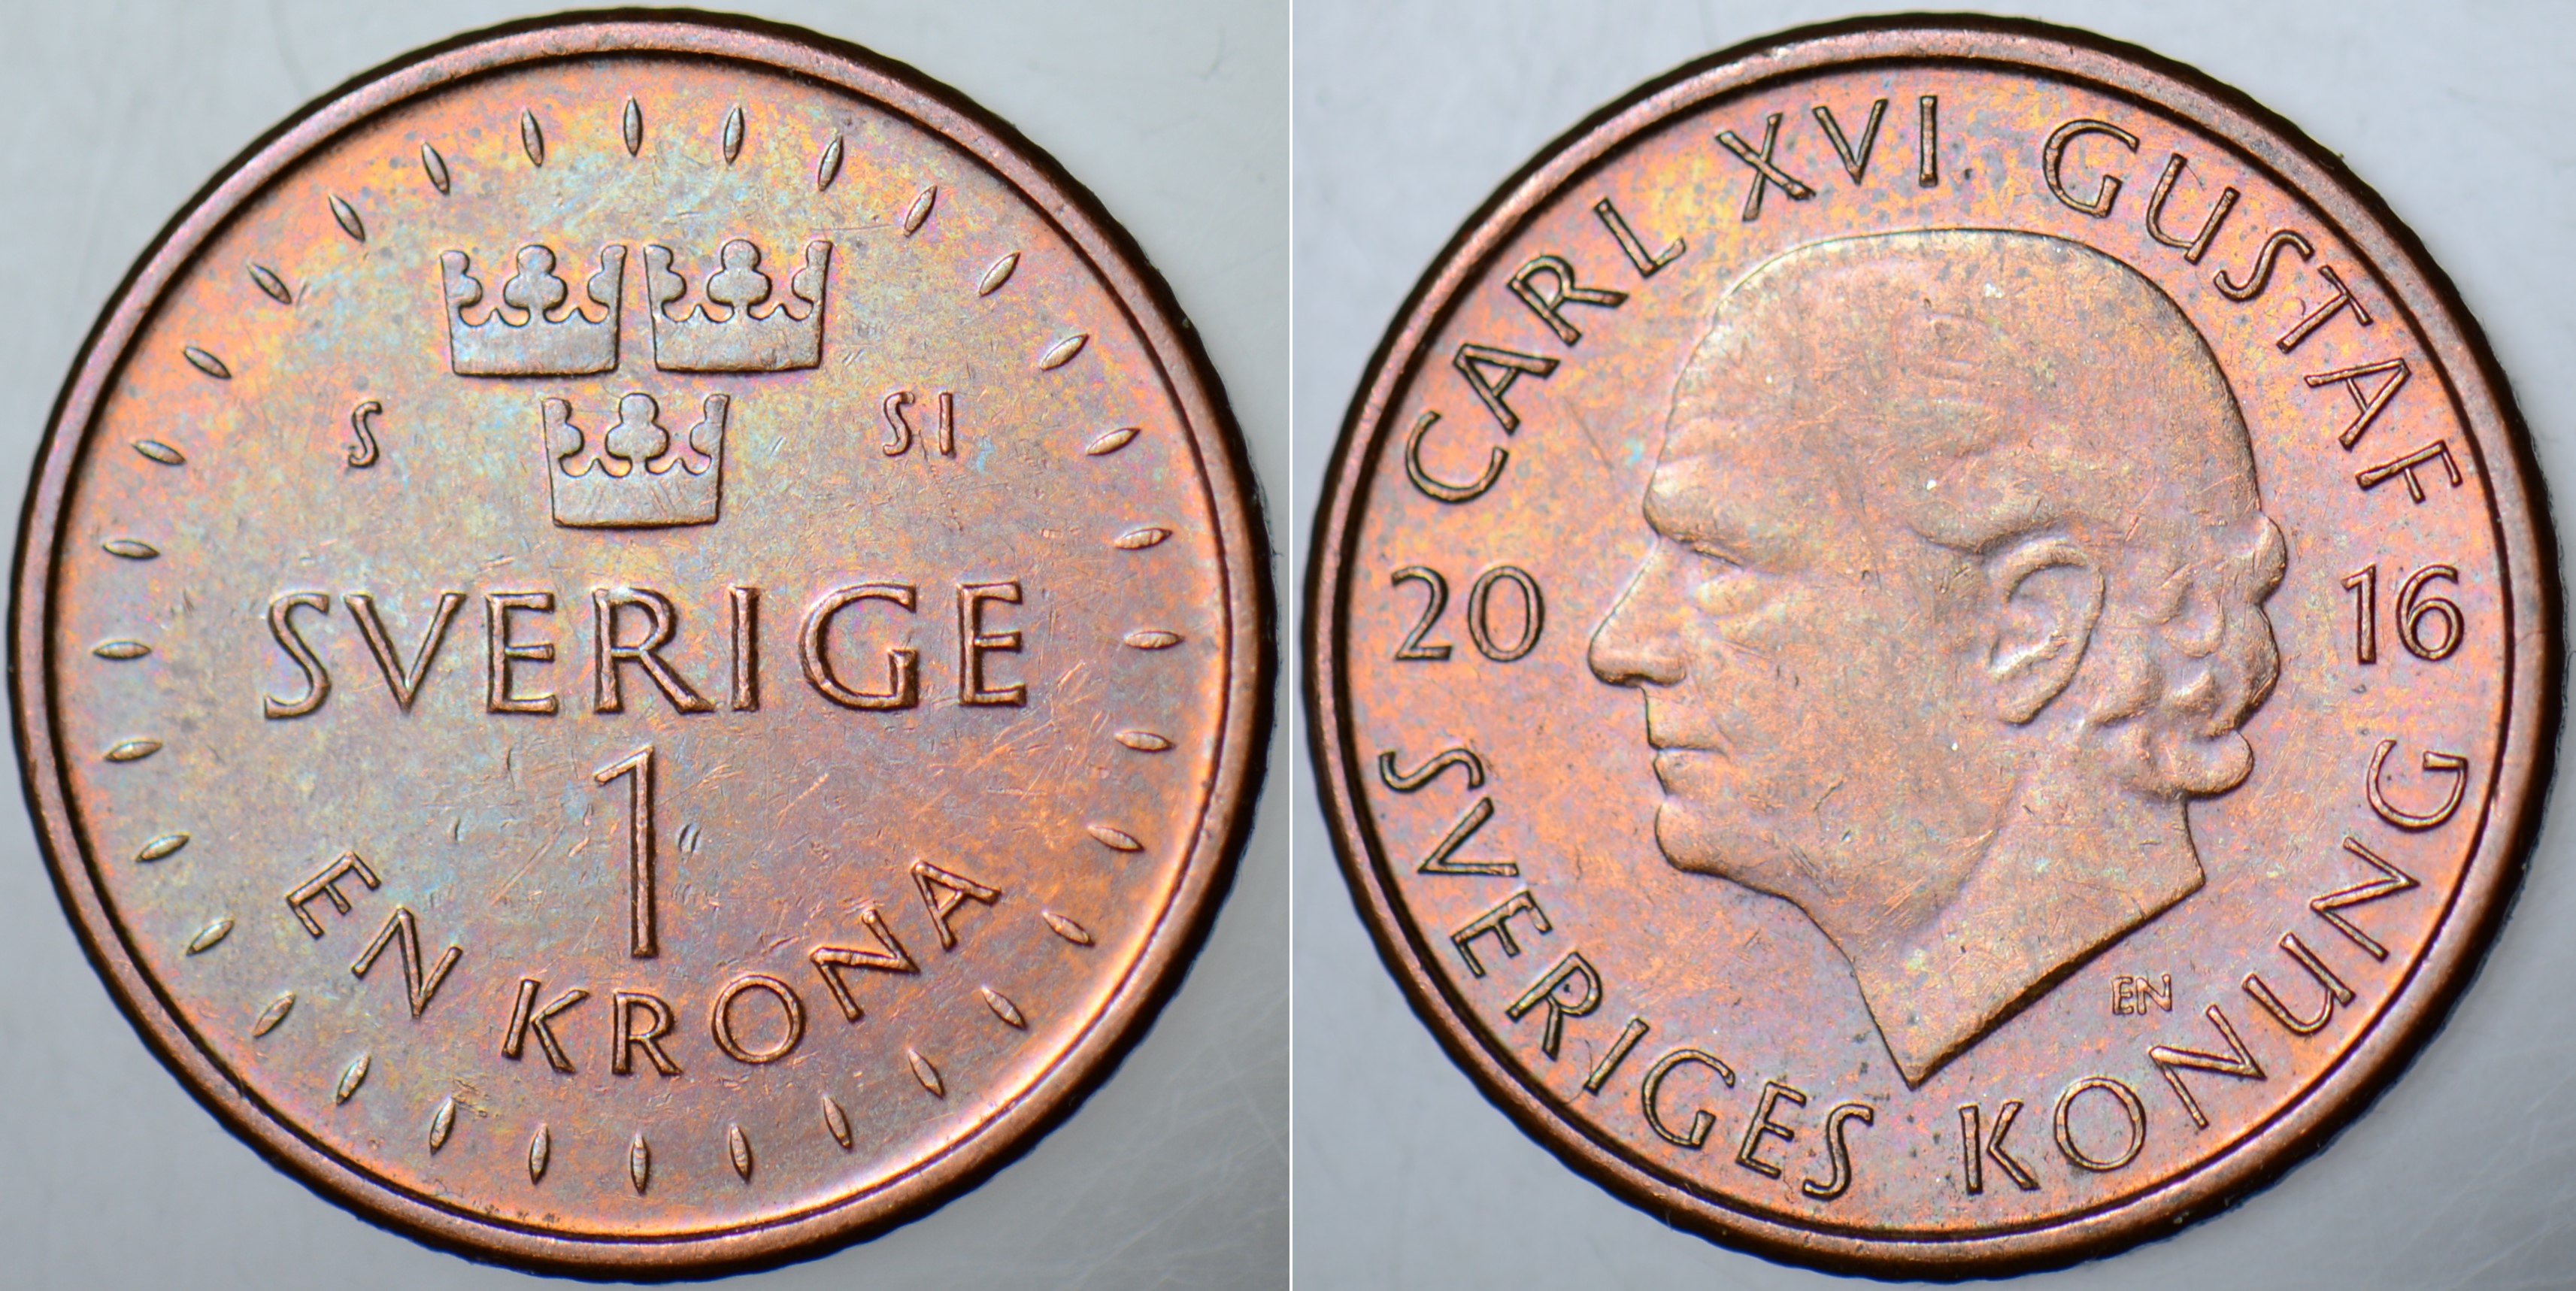 S SI
SVERIGE
1
EN KRONA
CARL XVI GUSTAF
20 16
EN
SVERIGES KONUNG